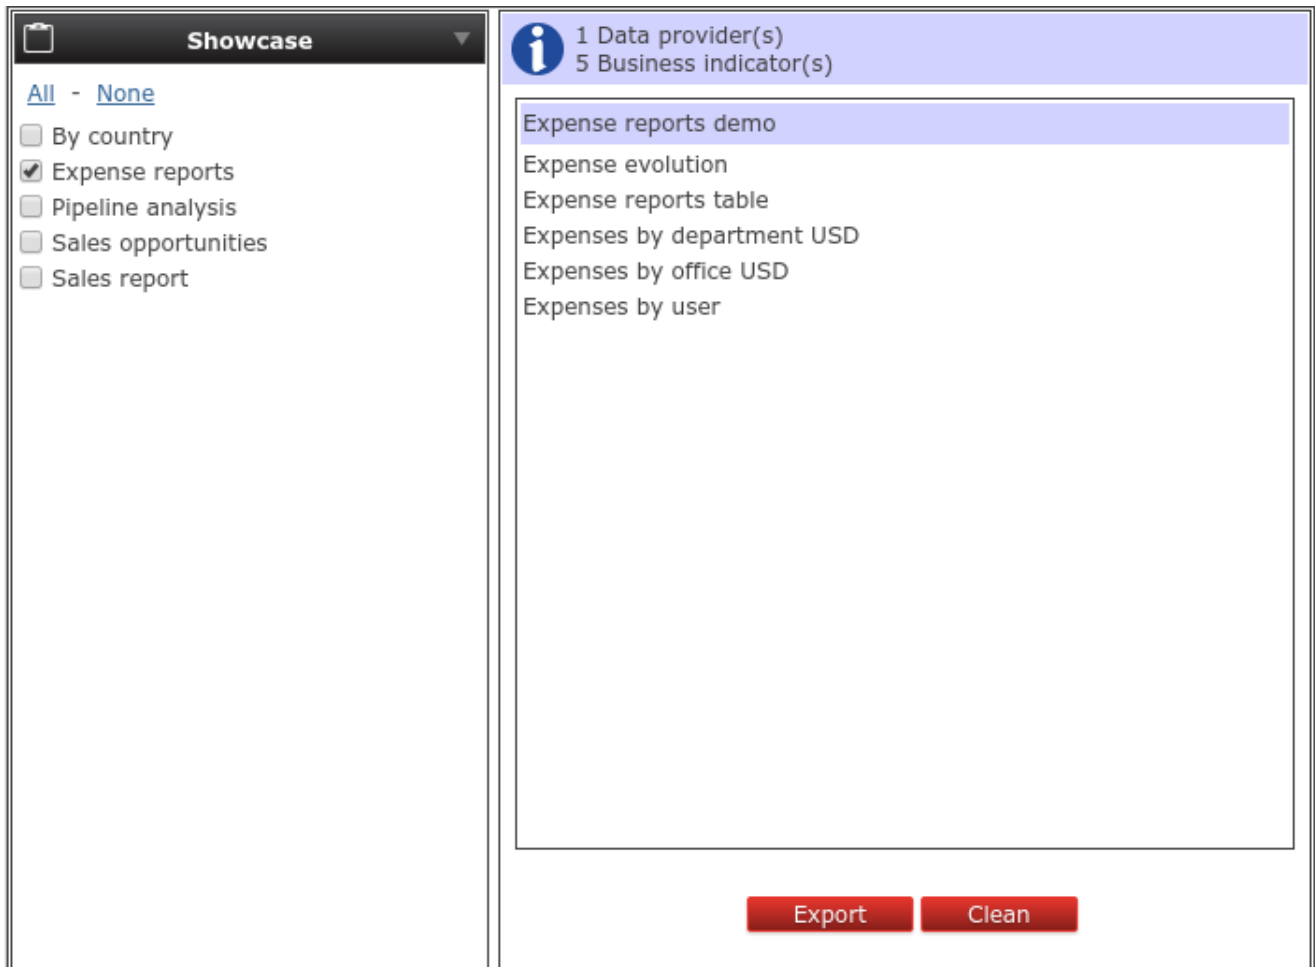 Showcase
All - None
By country
Expense reports
Pipeline analysis
Sales opportunities
Sales report
1 Data provider(s)
5 Business indicator(s)
Expense reports demo
Expense evolution
Expense reports table
Expenses by department USD
Expenses by office USD
Expenses by user
Export
Clean